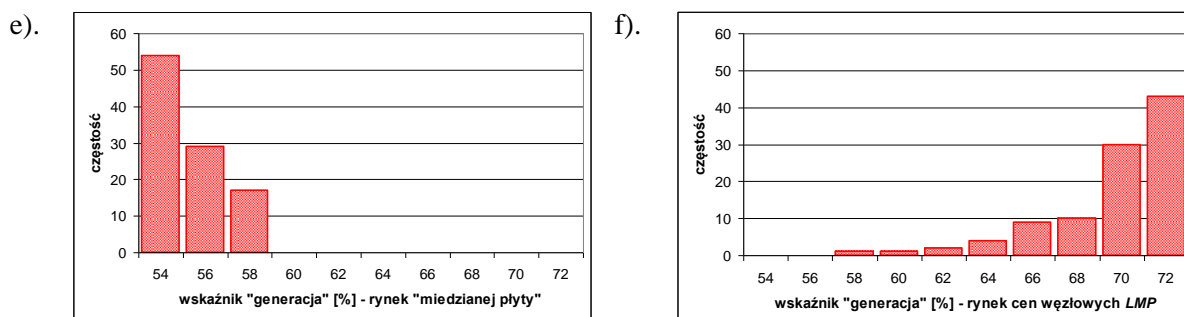 e).
60
50
40
30
20
10
0
częstość
54 56 58 60 62 64 66 68 70 72
wskaźnik "generacja" [%] - rynek "miedzianej płyty"
f).
60
50
40
30
20
10
0
częstość
54 56 58 60 62 64 66 68 70 72
wskaźnik "generacja" [%] - rynek cen węzłowych LMP